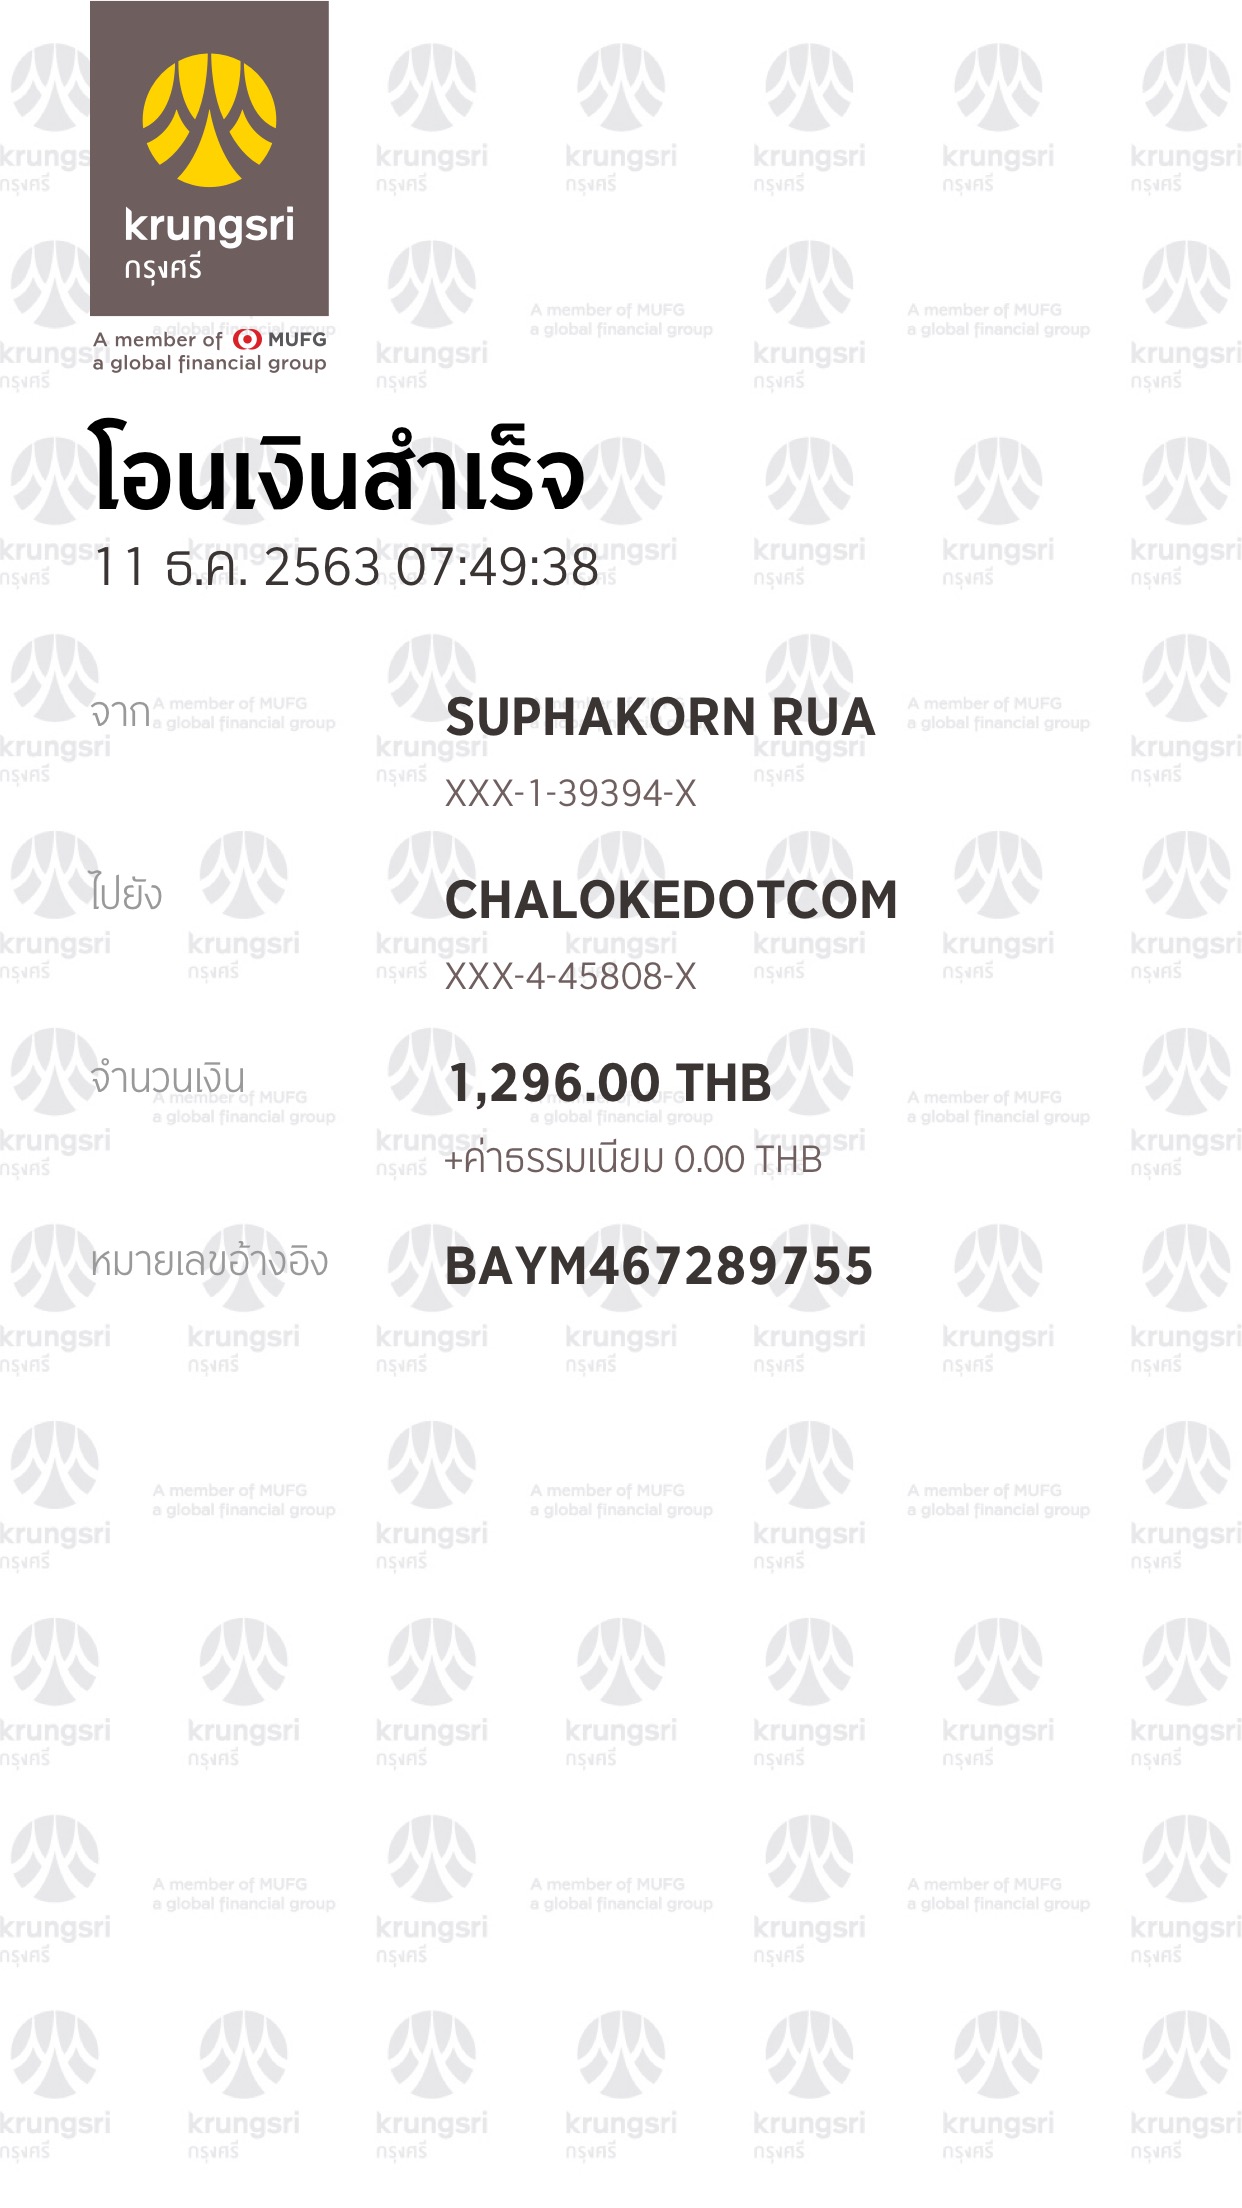 krungsri
กรุงศรี
A member of MUFG
a global financial group
โอนเงินสำเร็จ
11 ธ.ค. 2563 07:49:38
จาก SUPHAKORN RUA
XXX-1-39394-X
ไปยัง CHALOKEDOTCOM
XXX-4-45808-X
จำนวนเงิน 1,296.00 THB
+ค่าธรรมเนียม 0.00 THB
หมายเลขอ้างอิง BAYM467289755